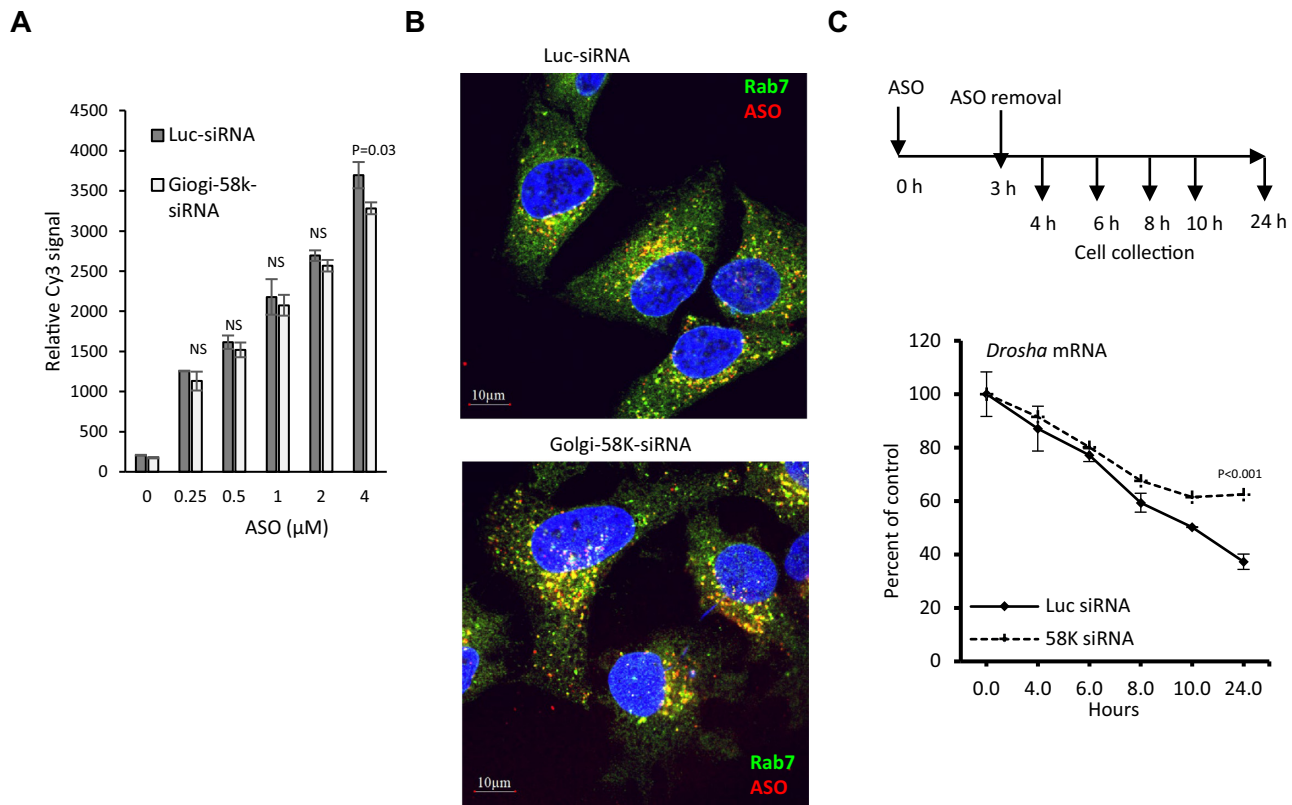 A
4500
4000
3500
3000
2500
2000
1500
1000
500
0
Relative Cy3 signal
Luc-siRNA
Giogi-58k-
siRNA
NS
NS
NS
NS
P=0.03
0 0.25 0.5 1 2 4
ASO (µM)
B
Luc-siRNA
Rab7
ASO
10µm
Golgi-58K-siRNA
Rab7
ASO
10µm
C
ASO
ASO removal
0 h
3 h
4 h
6 h
8 h
10 h
24 h
Cell collection
Drosha mRNA
120
100
80
60
40
20
0
Percent of control
P<0.001
Luc siRNA
58K siRNA
0.0 4.0 6.0 8.0 10.0 24.0
Hours